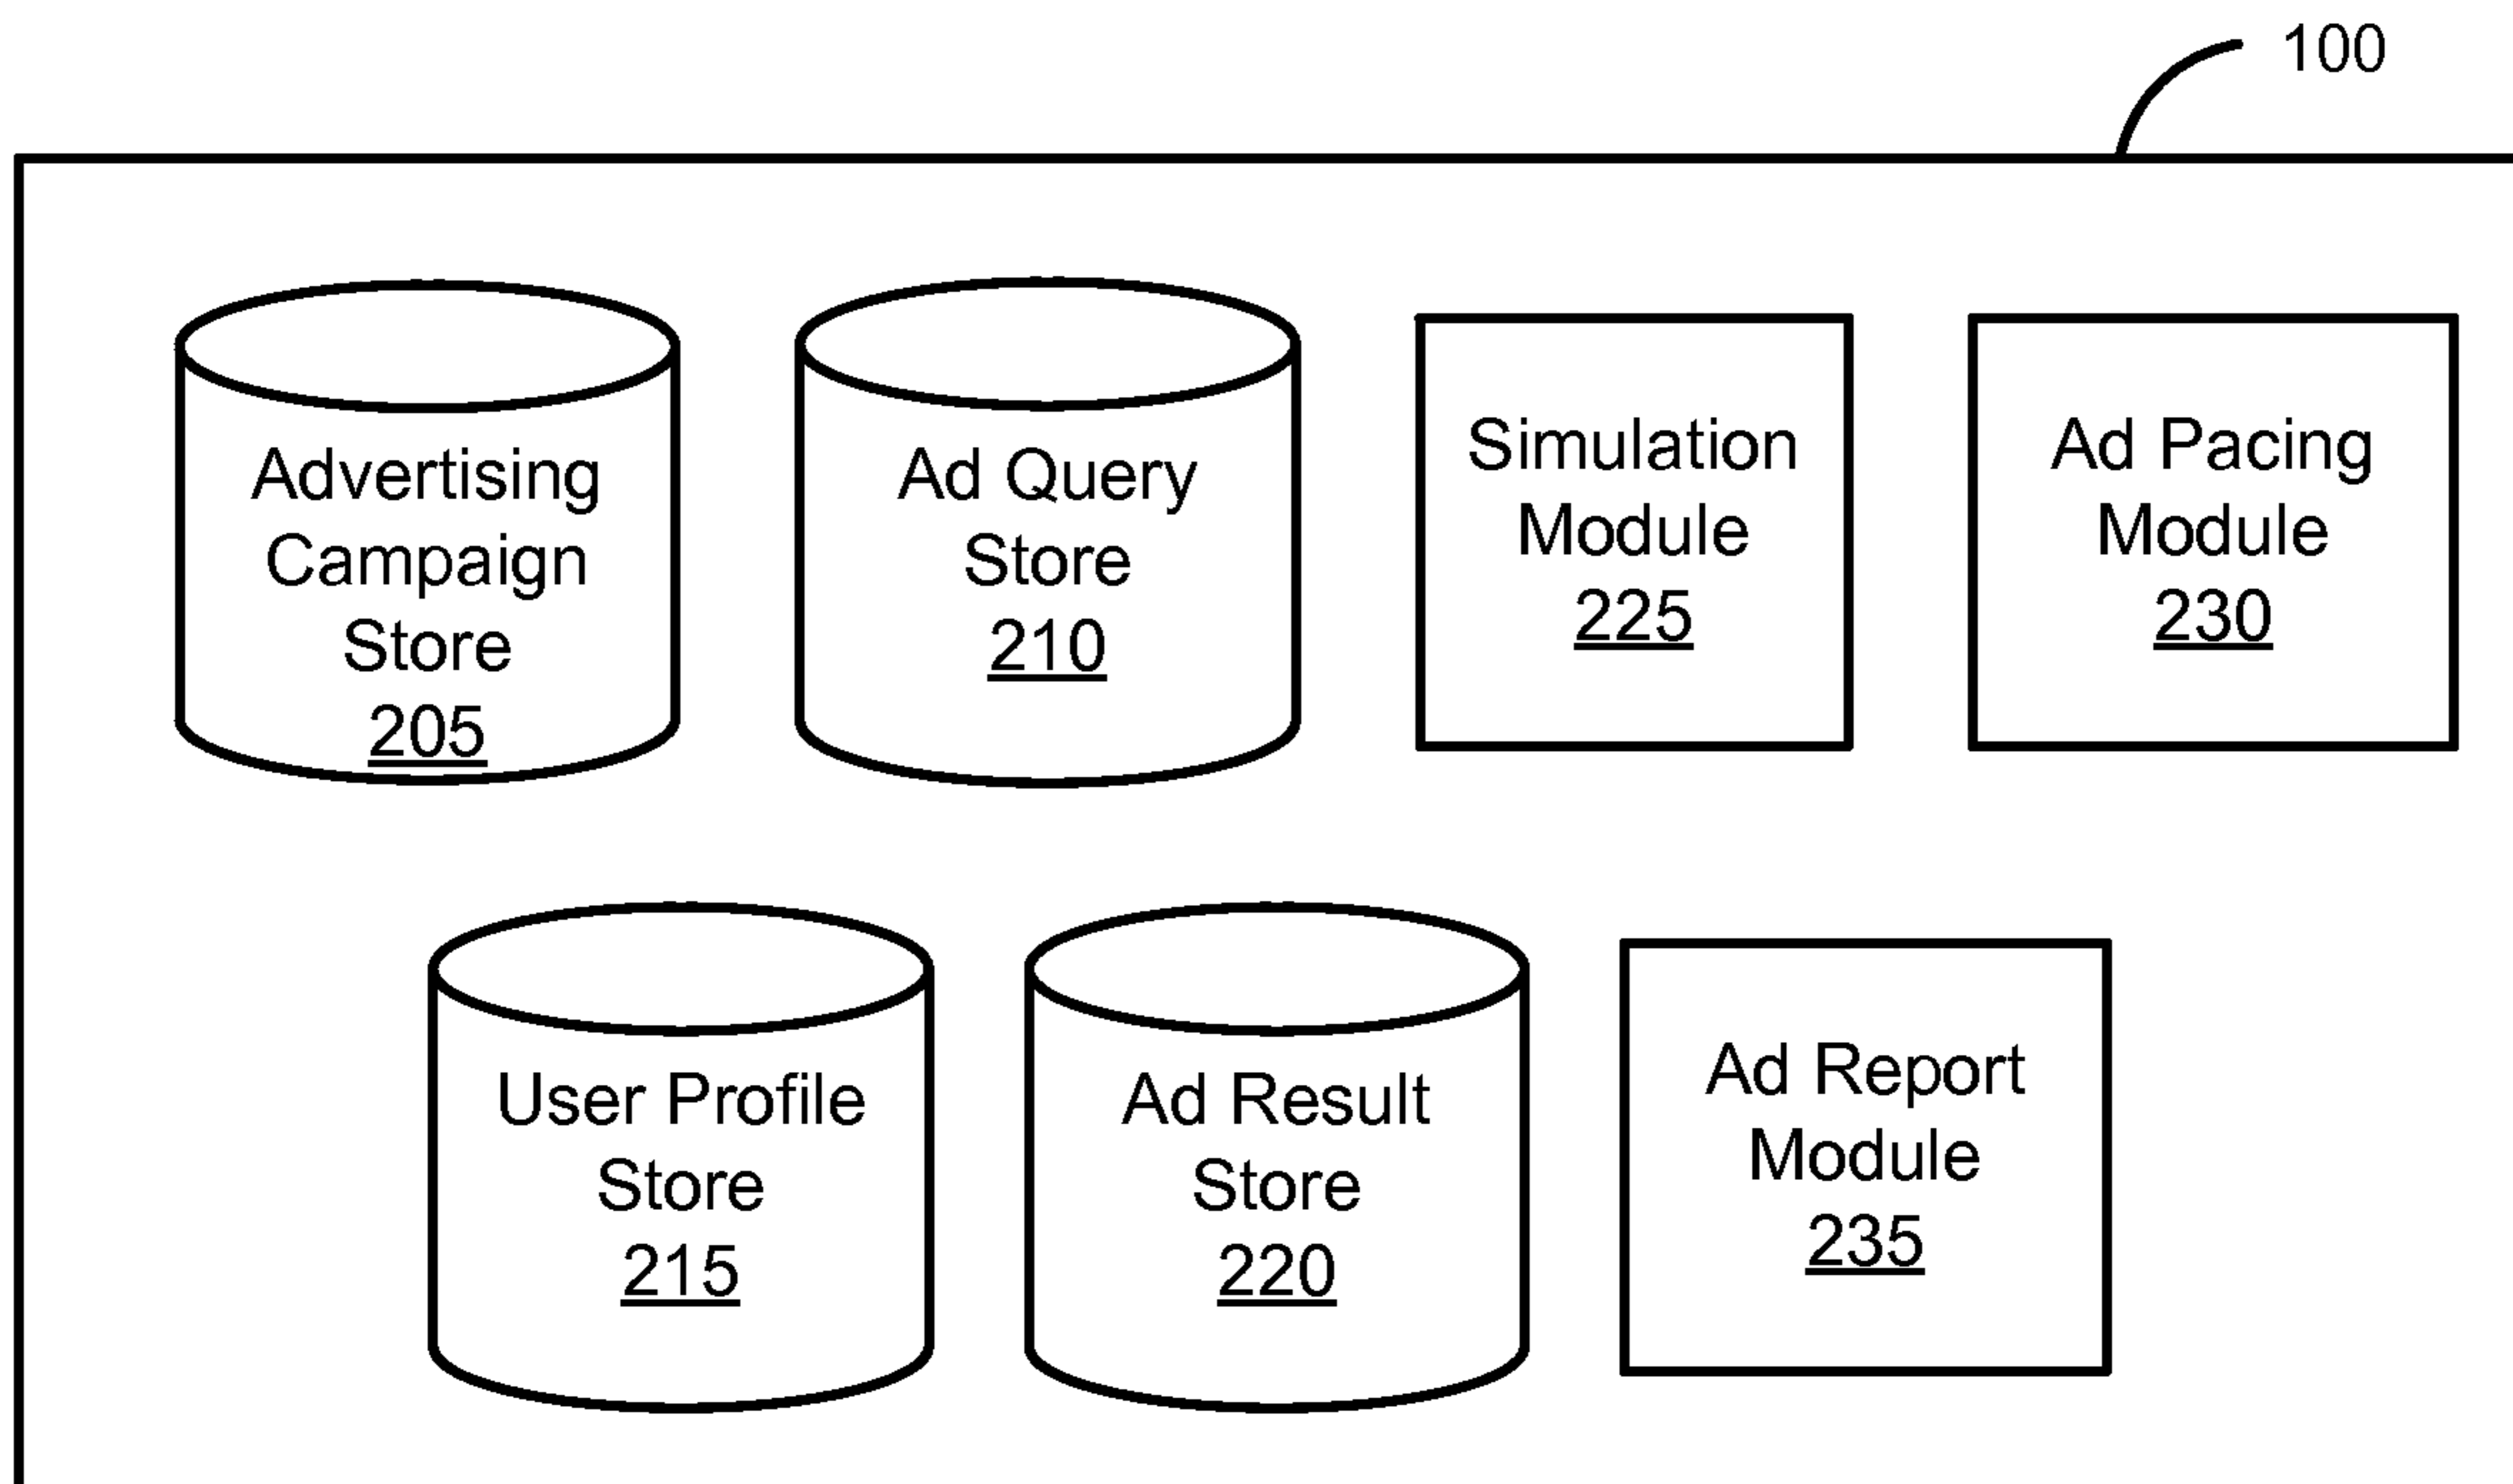 100
Advertising
Campaign
Store
205
Ad Query
Store
210
Simulation
Module
225
Ad Pacing
Module
230
User Profile
Store
215
Ad Result
Store
220
Ad Report
Module
235